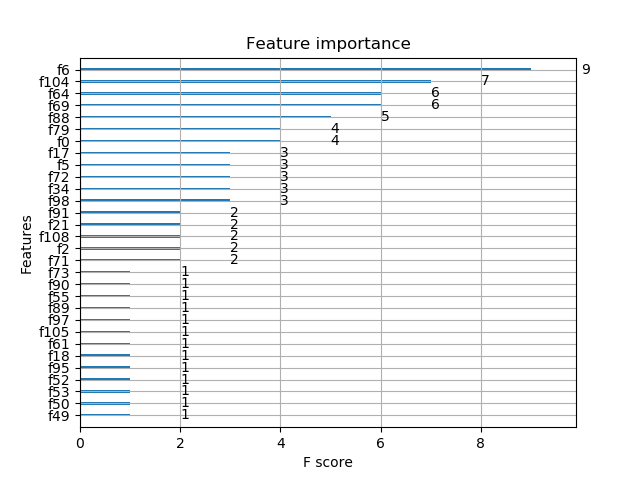 Feature importance
f6 9
f104 7
f64 6
f69 6
f88 5
f79 4
f0 4
f17 3
f5 3
f72 3
f34 3
f98 3
f91 2
f21 2
f108 2
f2 2
f71 2
f73 1
f90 1
f55 1
f89 1
f97 1
f105 1
f61 1
f18 1
f95 1
f52 1
f53 1
f50 1
f49 1
0 2 4 6 8
F score
Features